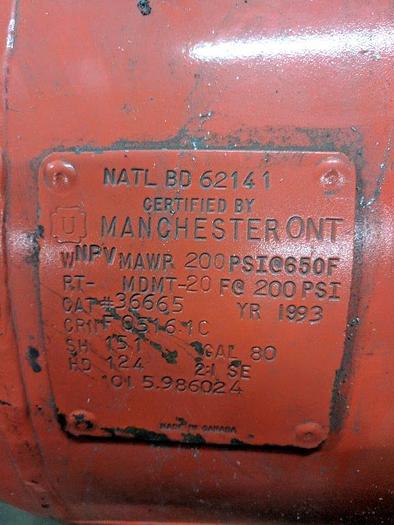 NATL BD 62141
CERTIFIED BY
U MANCHESTER ONT
W NPV MAWP 200 PSI@650F
RT- MDMT-20 F@ 200 PSI
CAT# 36665 YR 1993
CRN F 0516.1C
SH 151 GAL 80
HD 124 2:1 SE
101 5.986024
MADE IN CANADA